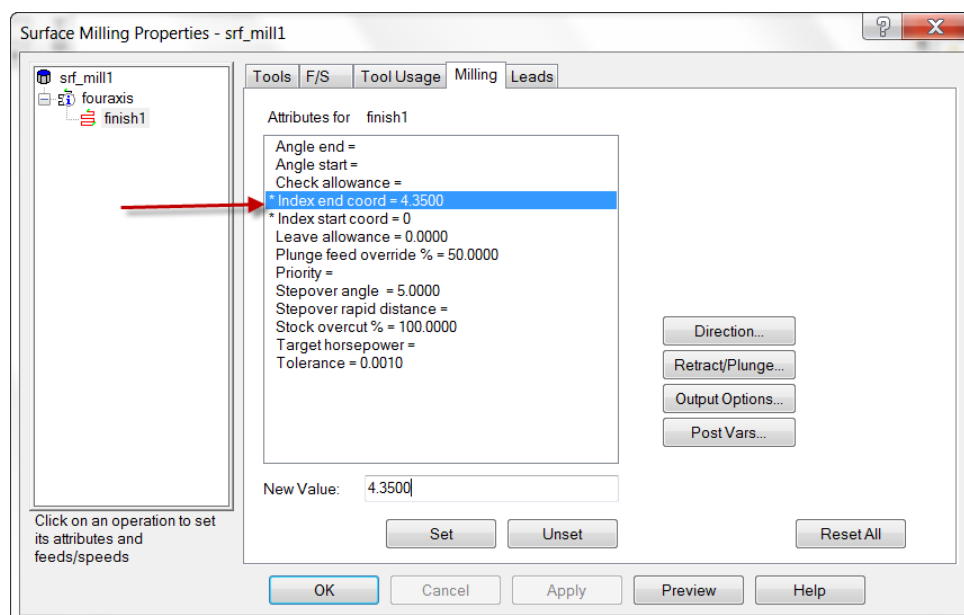 Surface Milling Properties - srf_mill1
srf_mill1
fouraxis
finish1
Tools F/S Tool Usage Milling Leads
Attributes for finish1
Angle end =
Angle start =
Check allowance =
* Index end coord = 4.3500
* Index start coord = 0
Leave allowance = 0.0000
Plunge feed override % = 50.0000
Priority =
Stepover angle = 5.0000
Stepover rapid distance =
Stock overcut % = 100.0000
Target horsepower =
Tolerance = 0.0010
Direction...
Retract/Plunge...
Output Options...
Post Vars...
New Value: 4.3500
Set Unset Reset All
Click on an operation to set
its attributes and
feeds/speeds
OK Cancel Apply Preview Help